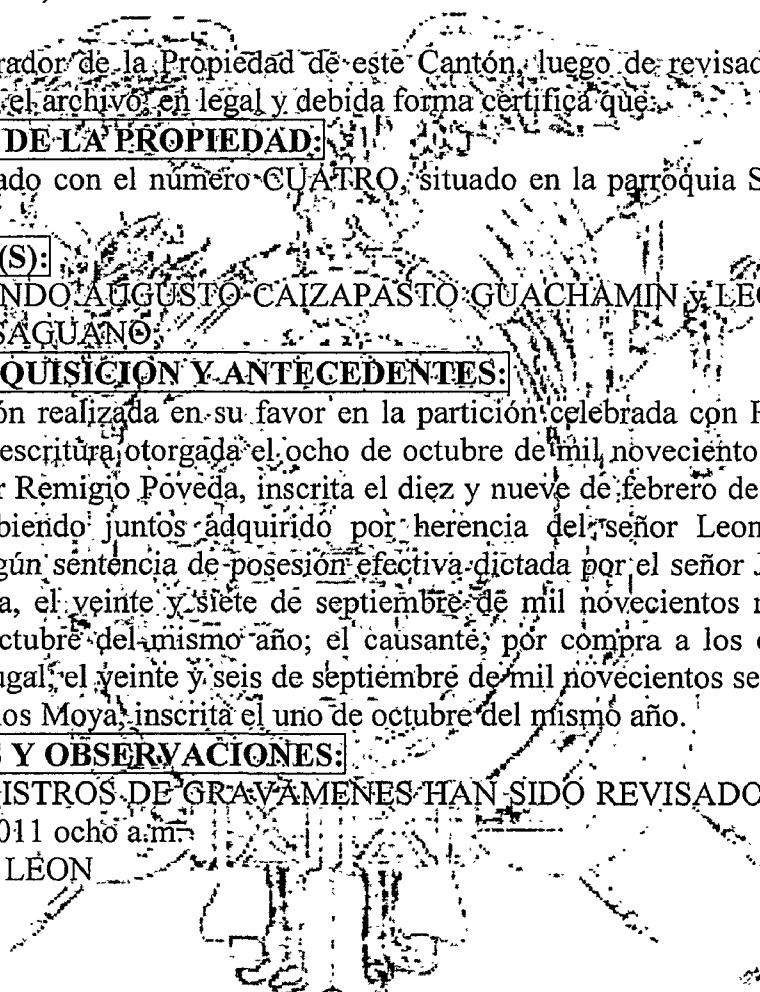 rador de la Propiedad de este Cantón, luego de revisad
el archivo, en legal y debida forma certifica que:
DE LA PROPIEDAD:
ado con el número CUATRO, situado en la parroquia S
(S):
NDO AUGUSTO CAIZAPASTO GUACHAMIN y LEO
SAGUANO,
QUISICION Y ANTECEDENTES:
ón realizada en su favor en la partición celebrada con R
escritura otorgada el ocho de octubre de mil noveciento
r Remigio Poveda, inscrita el diez y nueve de febrero de
biendo juntos adquirido por herencia del señor Leon
gún sentencia de posesión efectiva dictada por el señor J
a, el veinte y siete de septiembre de mil novecientos n
ctubre del mismo año; el causante, por compra a los c
ugal, el veinte y seis de septiembre de mil novecientos se
los Moya, inscrita el uno de octubre del mismo año.
S Y OBSERVACIONES:
ISTROS DE GRAVAMENES HAN SIDO REVISADO
011 ocho a.m.
LEON